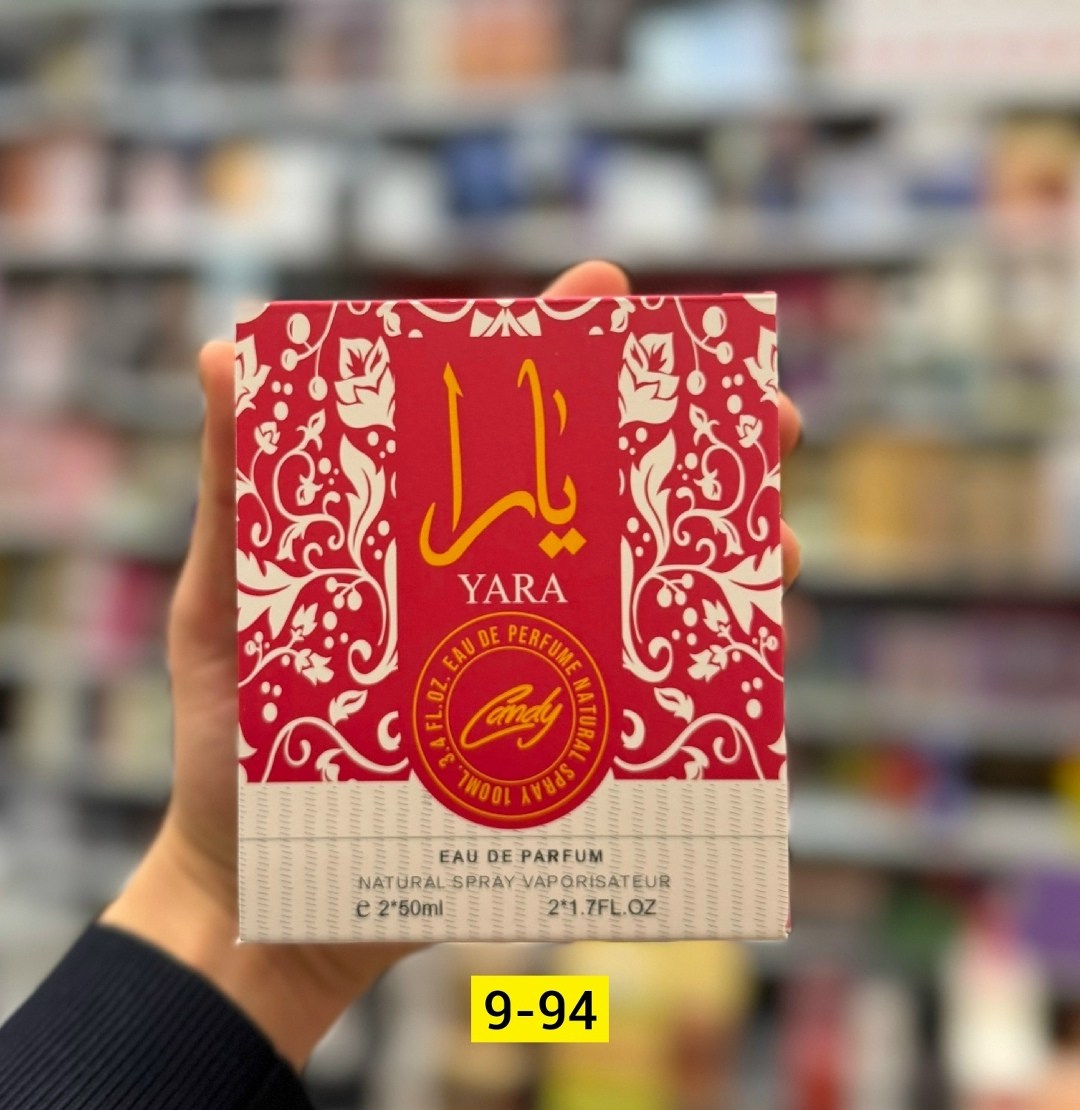 يارا
YARA
EAU DE PERFUME NATURAL SPRAY 100ML. 3.4 FL.OZ.
Candy
EAU DE PARFUM
NATURAL SPRAY VAPORISATEUR
e 2*50ml 2*1.7FL.OZ
9-94